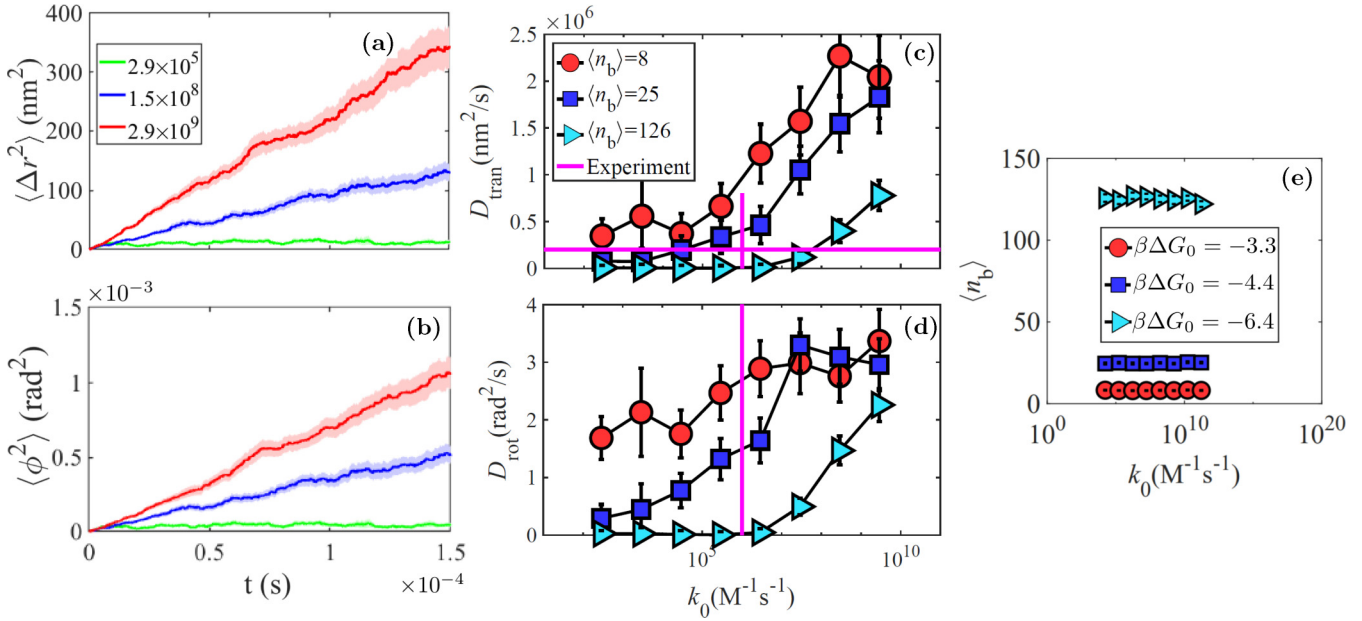 (a)
400
300
200
100
0
⟨Δr²⟩ (nm²)
2.9×10⁵
1.5×10⁸
2.9×10⁹
(b)
×10⁻³
1.5
1
0.5
0
⟨ϕ²⟩ (rad²)
0
0.5
1
1.5
t (s)
×10⁻⁴
(c)
×10⁶
2.5
2
1.5
1
0.5
0
D_tran (nm²/s)
⟨n_b⟩=8
⟨n_b⟩=25
⟨n_b⟩=126
Experiment
(d)
4
3
2
1
0
D_rot (rad²/s)
10⁵
10¹⁰
k₀(M⁻¹s⁻¹)
(e)
150
100
50
0
⟨n_b⟩
βΔG₀ = −3.3
βΔG₀ = −4.4
βΔG₀ = −6.4
10⁰
10¹⁰
10²⁰
k₀(M⁻¹s⁻¹)